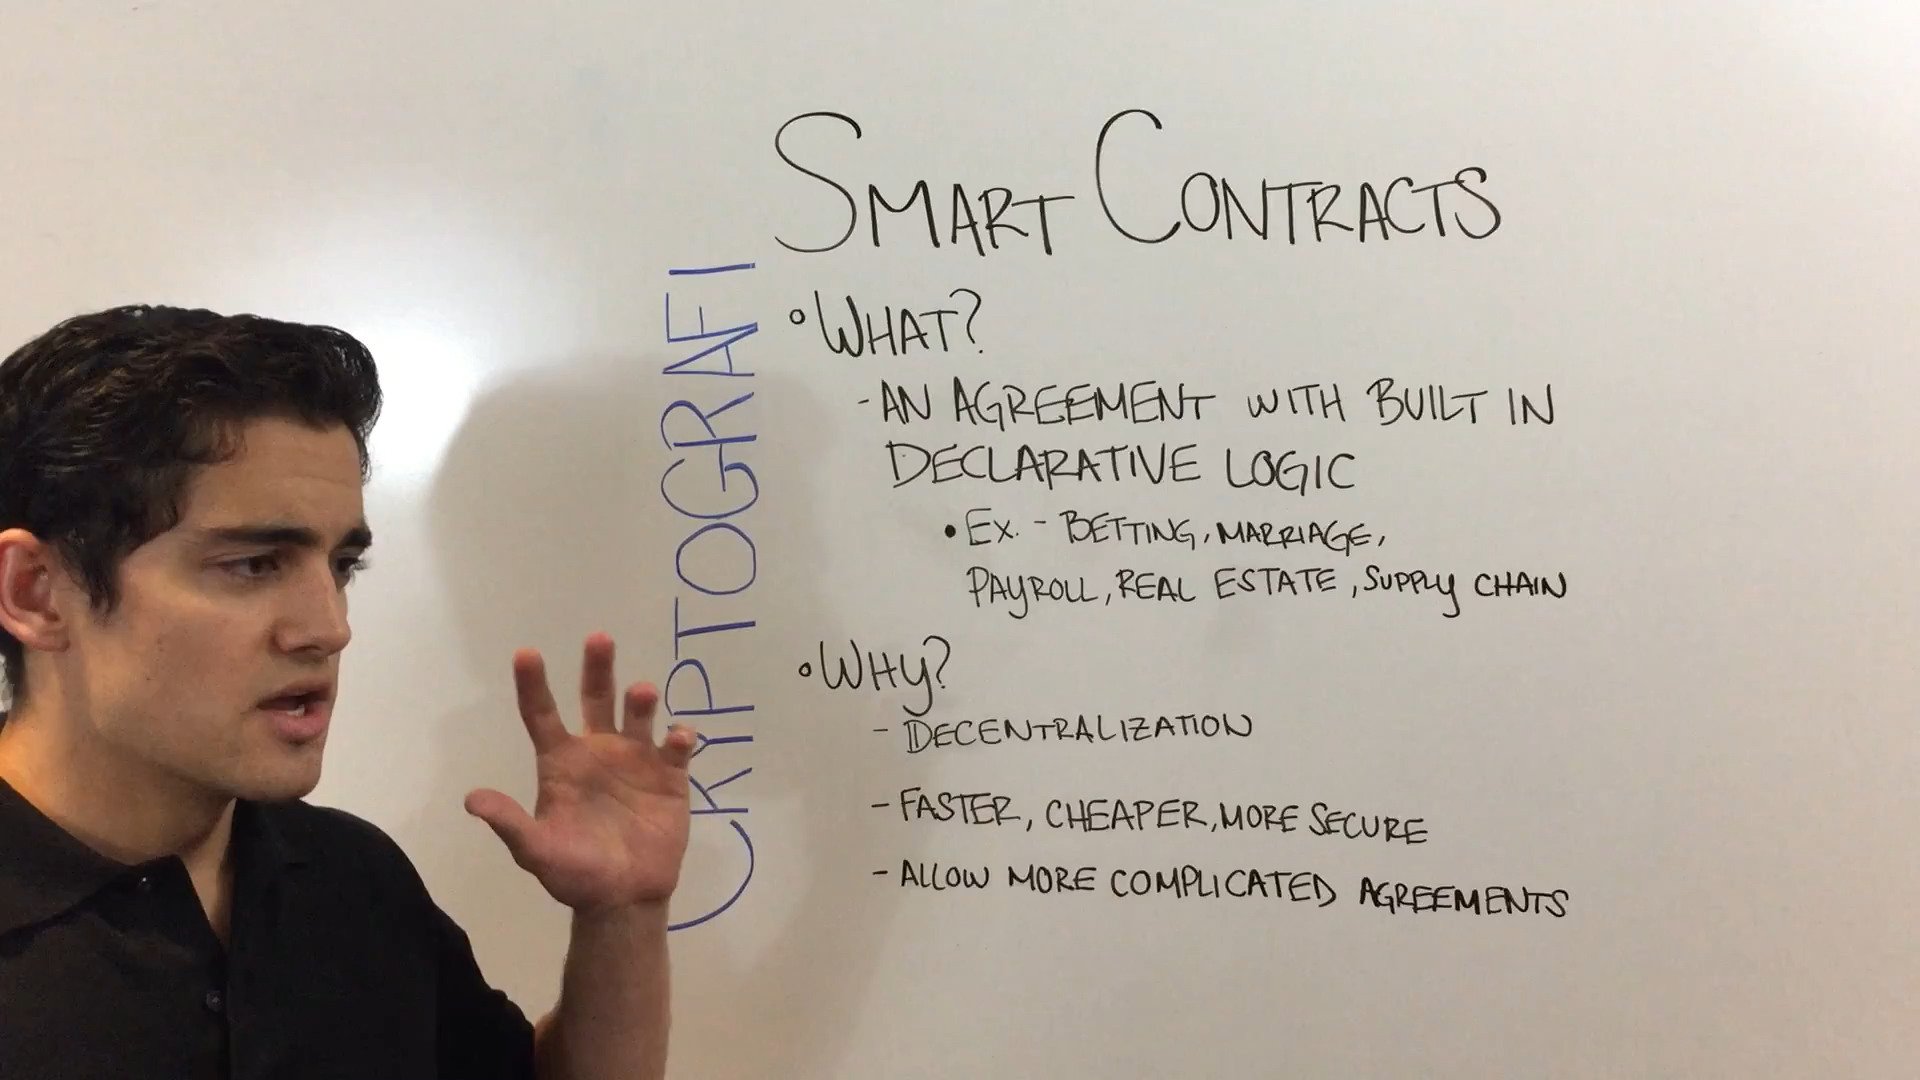 SMART CONTRACTS
CRYPTOGRAFI
• WHAT?
- AN AGREEMENT WITH BUILT IN
DECLARATIVE LOGIC
• EX. - BETTING, MARRIAGE,
PAYROLL, REAL ESTATE, SUPPLY CHAIN
• WHY?
- DECENTRALIZATION
- FASTER, CHEAPER, MORE SECURE
- ALLOW MORE COMPLICATED AGREEMENTS